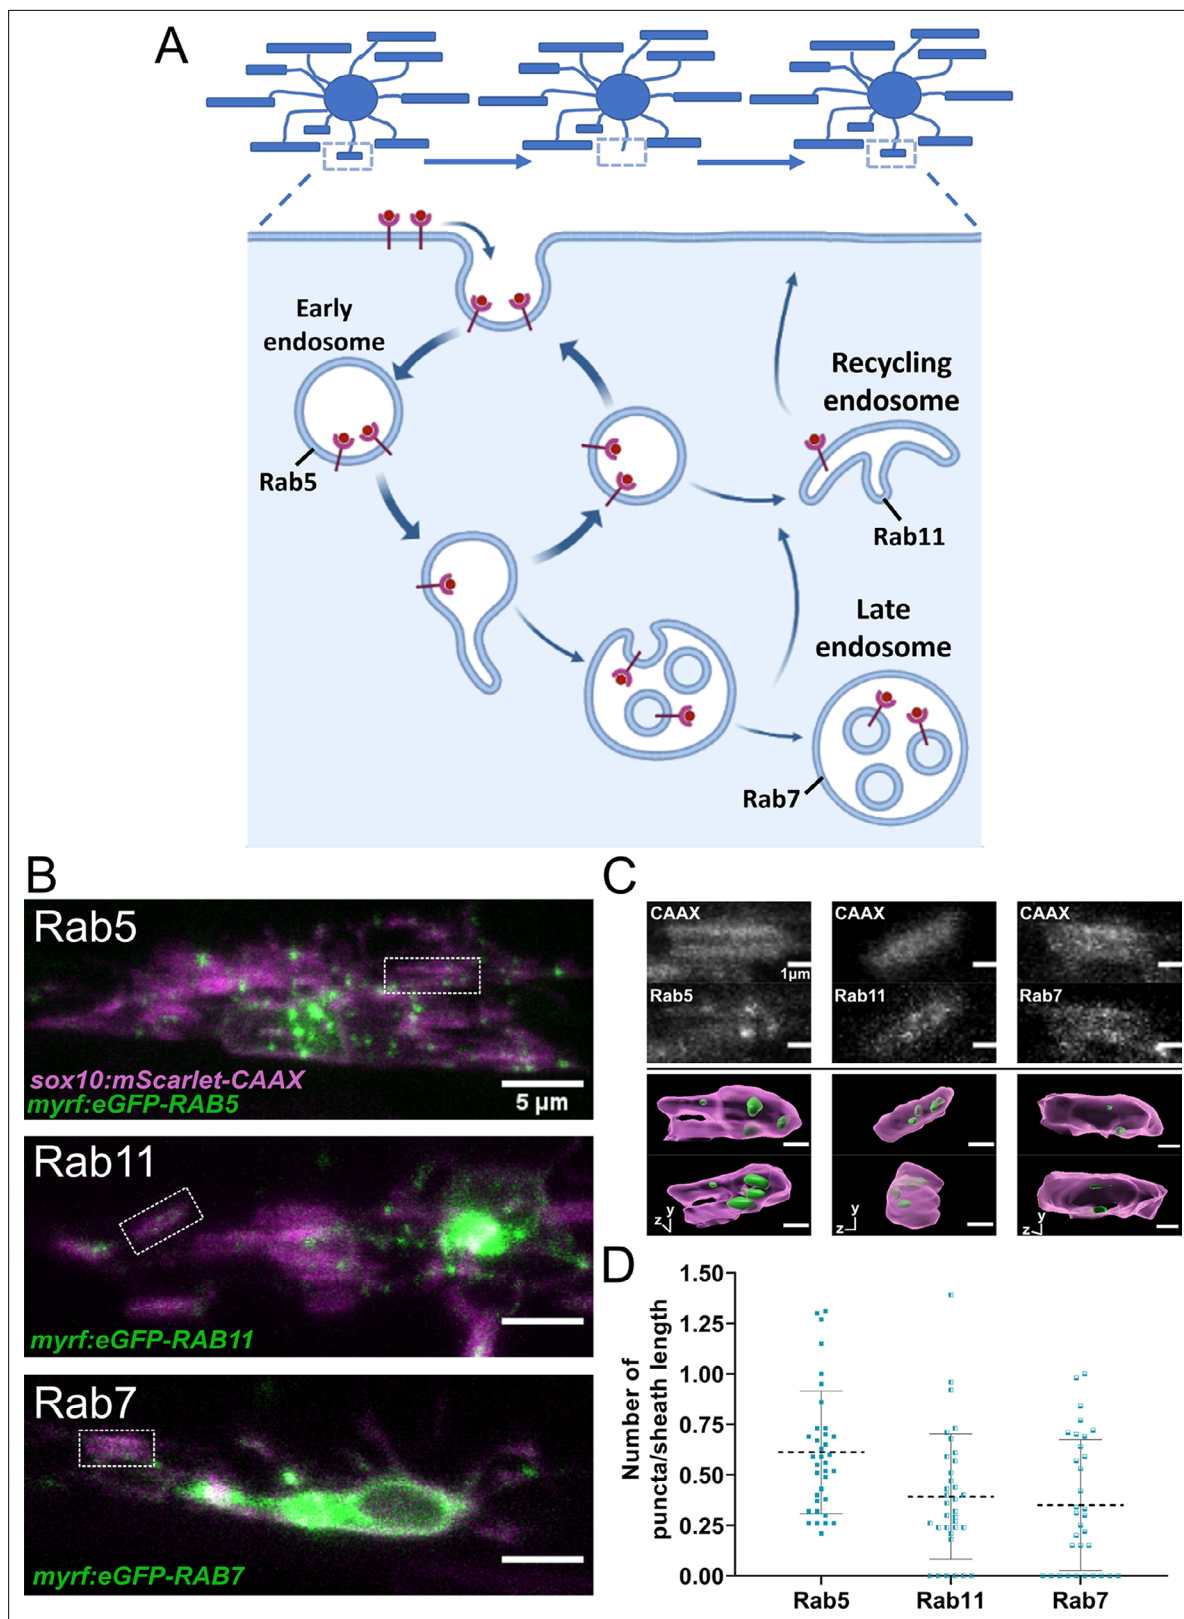 A
Early
endosome
Rab5
Recycling
endosome
Rab11
Late
endosome
Rab7
B
Rab5
sox10:mScarlet-CAAX
myrf:eGFP-RAB5
5 µm
Rab11
myrf:eGFP-RAB11
Rab7
myrf:eGFP-RAB7
C
CAAX
CAAX
CAAX
1µm
Rab5
Rab11
Rab7
y
z
y
z
y
z
D
Number of
puncta/sheath length
1.50
1.25
1.00
0.75
0.50
0.25
0.00
Rab5
Rab11
Rab7